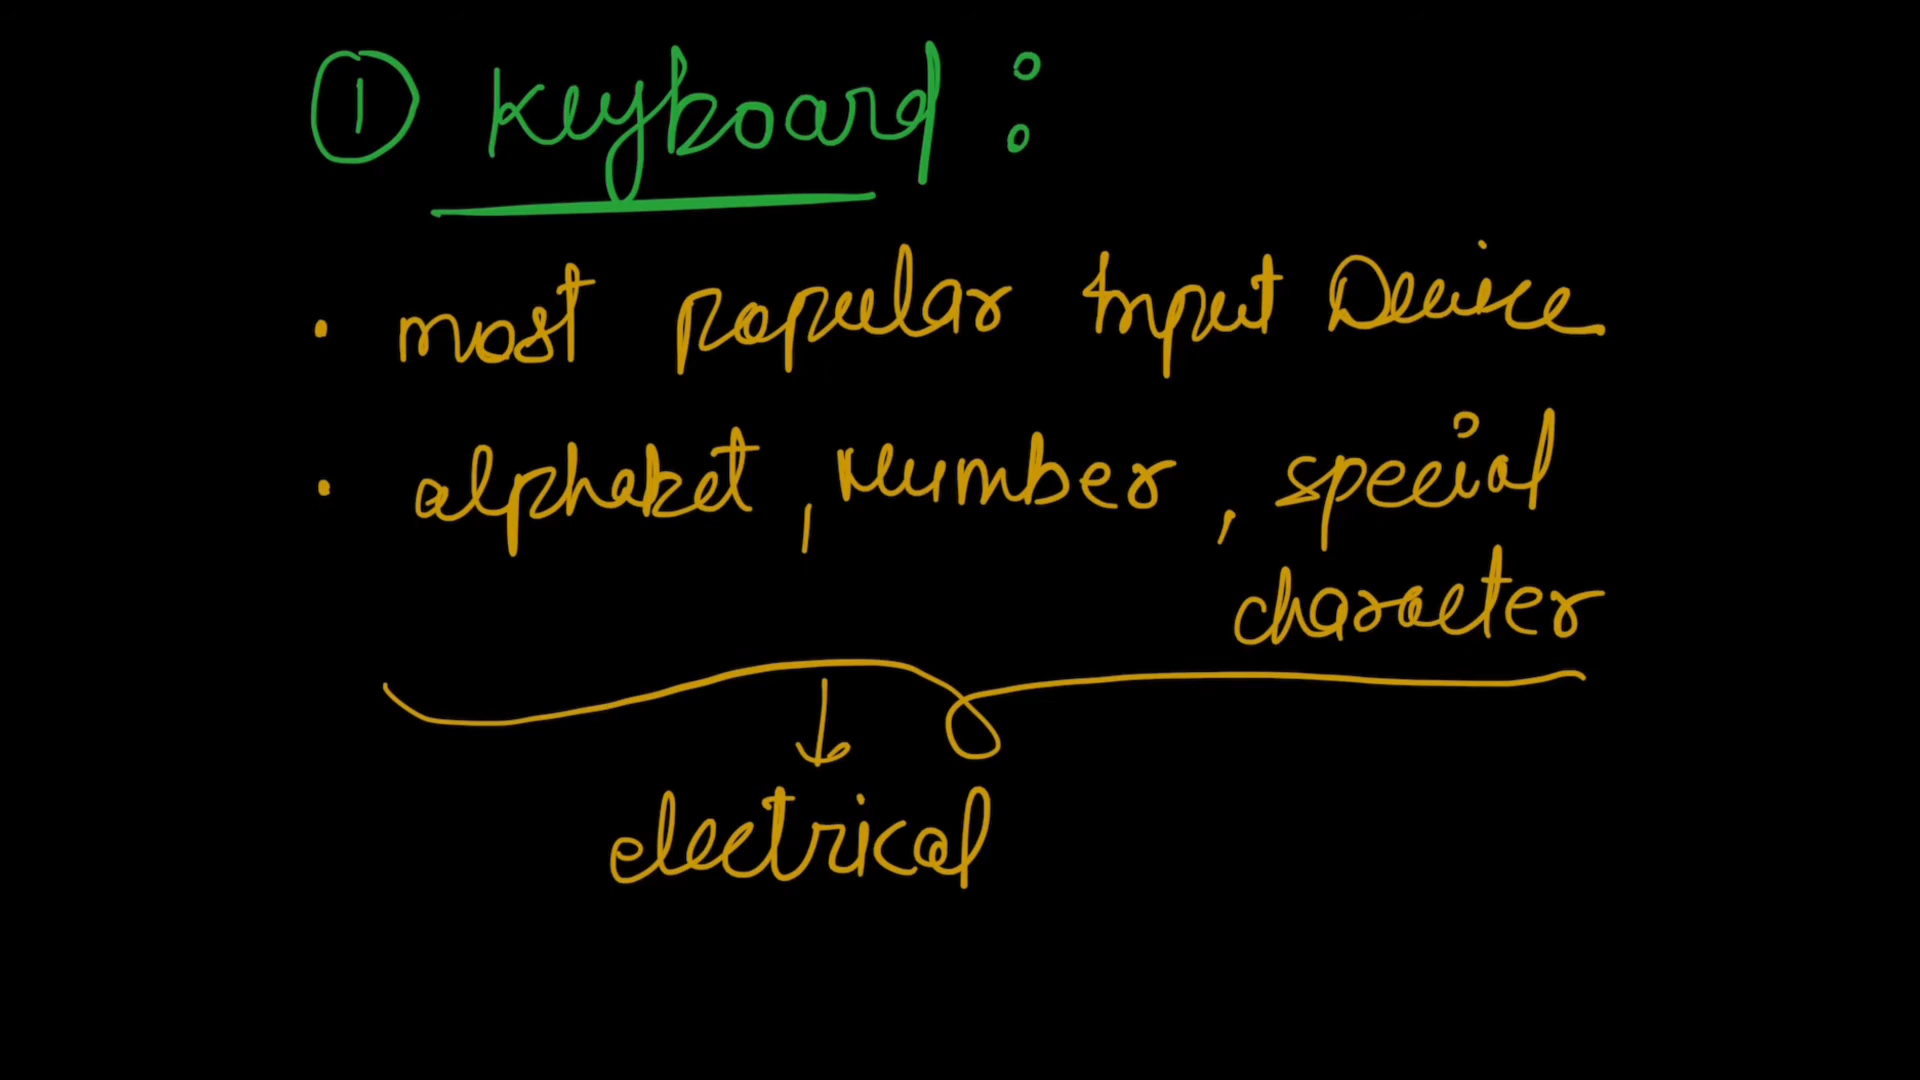 ① Keyboard :
• most popular Input Device
• alphabet, Number, special
character
↓
electrical